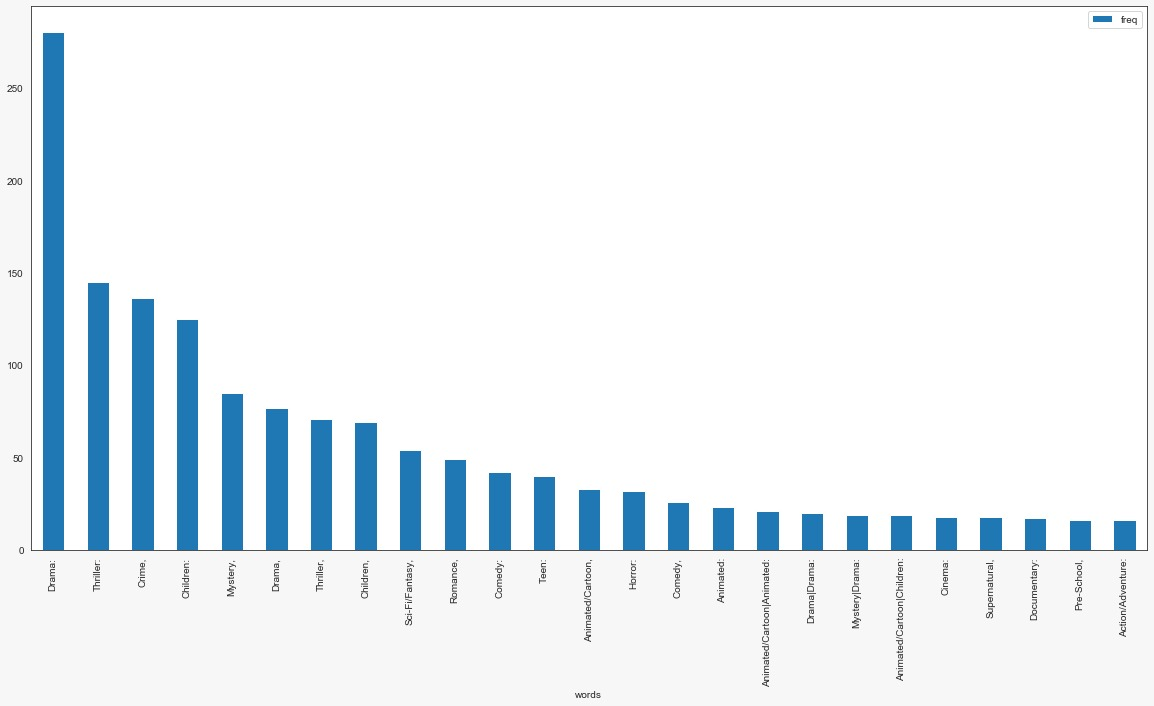 freq
250
200
150
100
50
0
Drama:
Thriller:
Crime,
Children:
Mystery,
Drama,
Thriller,
Children,
Sci-Fi/Fantasy,
Romance,
Comedy:
Teen:
Animated/Cartoon,
Horror:
Comedy,
Animated:
Animated/Cartoon|Animated:
Drama|Drama:
Mystery|Drama:
Animated/Cartoon|Children:
Cinema:
Supernatural,
Documentary:
Pre-School,
Action/Adventure:
words